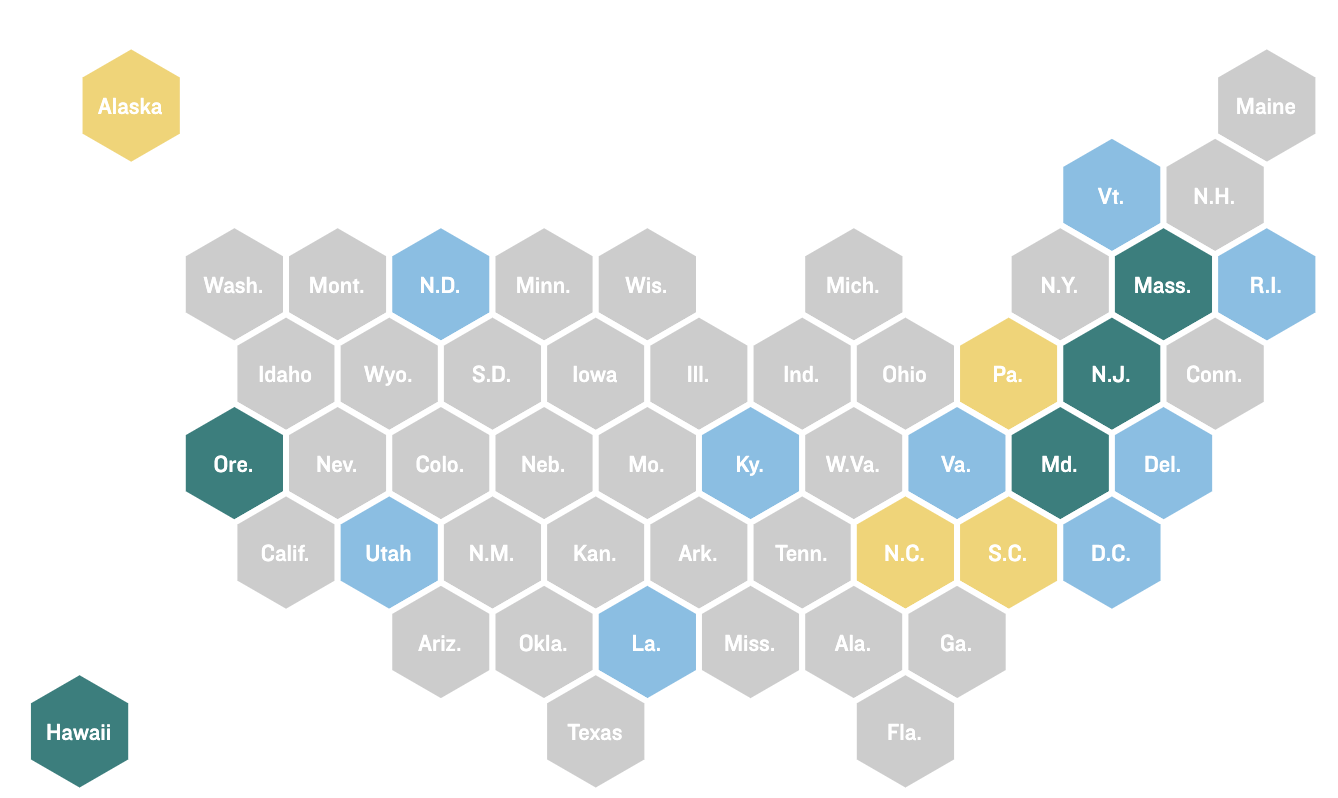 Alaska
Maine
Vt.
N.H.
Wash.
Mont.
N.D.
Minn.
Wis.
Mich.
N.Y.
Mass.
R.I.
Idaho
Wyo.
S.D.
Iowa
Ill.
Ind.
Ohio
Pa.
N.J.
Conn.
Ore.
Nev.
Colo.
Neb.
Mo.
Ky.
W.Va.
Va.
Md.
Del.
Calif.
Utah
N.M.
Kan.
Ark.
Tenn.
N.C.
S.C.
D.C.
Ariz.
Okla.
La.
Miss.
Ala.
Ga.
Hawaii
Texas
Fla.